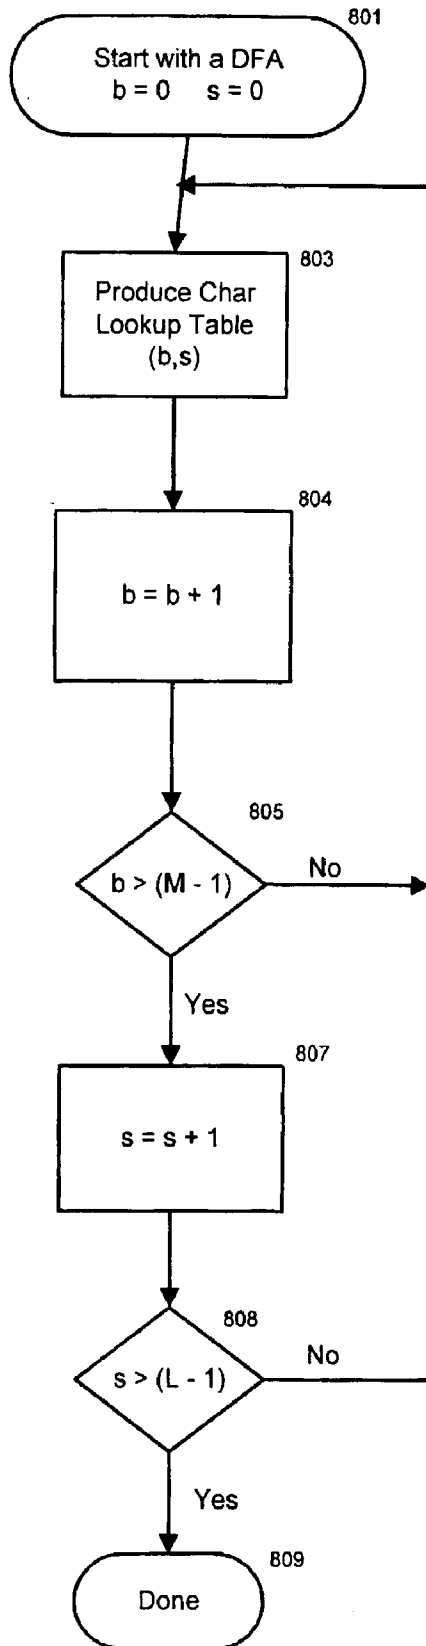 801
Start with a DFA
b = 0 s = 0
803
Produce Char
Lookup Table
(b,s)
804
b = b + 1
805
b > (M - 1)
No
Yes
807
s = s + 1
808
s > (L - 1)
No
Yes
809
Done